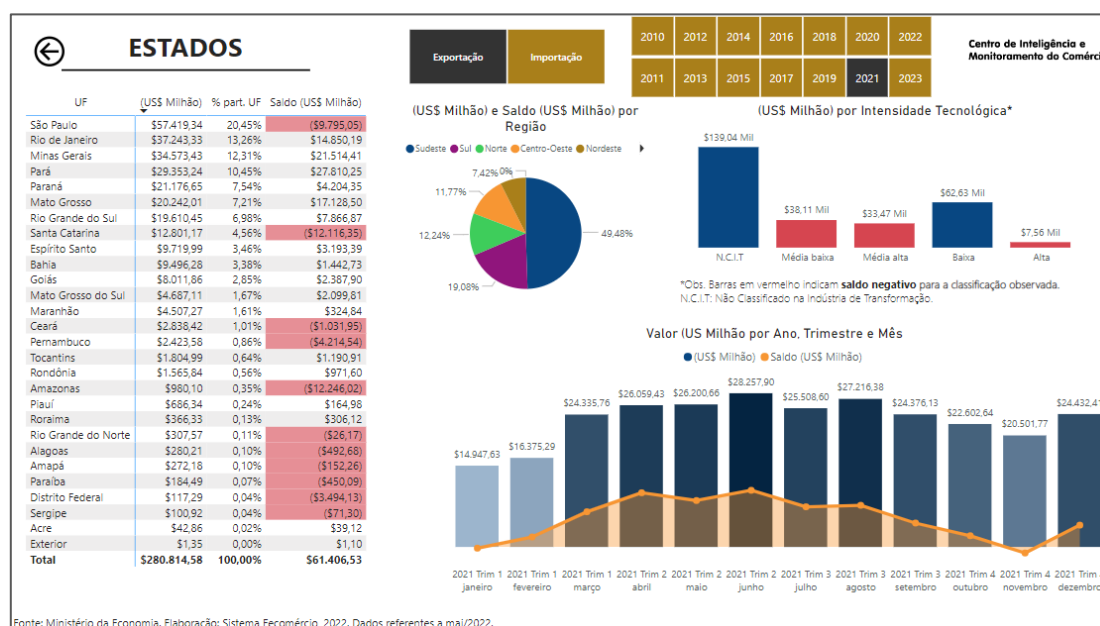 ESTADOS
Exportação
Importação
2010 2012 2014 2016 2018 2020 2022
2011 2013 2015 2017 2019 2021 2023
Centro de Inteligência e
Monitoramento do Comérci
UF (US$ Milhão) % part. UF Saldo (US$ Milhão)
São Paulo $57.419,34 20,45% ($9.795,05)
Rio de Janeiro $37.243,33 13,26% $14.850,19
Minas Gerais $34.573,43 12,31% $21.514,41
Pará $29.353,24 10,45% $27.810,25
Paraná $21.176,65 7,54% $4.204,35
Mato Grosso $20.242,01 7,21% $17.128,50
Rio Grande do Sul $19.610,45 6,98% $7.866,87
Santa Catarina $12.801,17 4,56% ($12.116,35)
Espírito Santo $9.719,99 3,46% $3.193,39
Bahia $9.496,28 3,38% $1.442,73
Goiás $8.011,86 2,85% $2.387,90
Mato Grosso do Sul $4.687,11 1,67% $2.099,81
Maranhão $4.507,27 1,61% $324,84
Ceará $2.838,42 1,01% ($1.031,95)
Pernambuco $2.423,58 0,86% ($4.214,54)
Tocantins $1.804,99 0,64% $1.190,91
Rondônia $1.565,84 0,56% $971,60
Amazonas $980,10 0,35% ($12.246,02)
Piauí $686,34 0,24% $164,98
Roraima $366,33 0,13% $306,12
Rio Grande do Norte $307,57 0,11% ($26,17)
Alagoas $280,21 0,10% ($492,68)
Amapá $272,18 0,10% ($152,26)
Paraíba $184,49 0,07% ($450,09)
Distrito Federal $117,29 0,04% ($3.494,13)
Sergipe $100,92 0,04% ($71,30)
Acre $42,86 0,02% $39,12
Exterior $1,35 0,00% $1,10
Total $280.814,58 100,00% $61.406,53
(US$ Milhão) e Saldo (US$ Milhão) por
Região
Sudeste Sul Norte Centro-Oeste Nordeste
7,42% 0%
11,77%
12,24%
49,48%
19,08%
(US$ Milhão) por Intensidade Tecnológica*
$139,04 Mil
$38,11 Mil
$33,47 Mil
$62,63 Mil
$7,56 Mil
N.C.I.T Média baixa Média alta Baixa Alta
*Obs. Barras em vermelho indicam saldo negativo para a classificação observada.
N.C.I.T: Não Classificado na Indústria de Transformação.
Valor (US Milhão por Ano, Trimestre e Mês
(US$ Milhão) Saldo (US$ Milhão)
$14.947,63
$16.375,29
$24.335,76
$26.059,43
$26.200,66
$28.257,90
$25.508,60
$27.216,38
$24.376,13
$22.602,64
$20.501,77
$24.432,41
2021 Trim 1 2021 Trim 1 2021 Trim 1 2021 Trim 2 2021 Trim 2 2021 Trim 2 2021 Trim 3 2021 Trim 3 2021 Trim 3 2021 Trim 4 2021 Trim 4 2021 Trim
janeiro fevereiro março abril maio junho julho agosto setembro outubro novembro dezembro
Fonte: Ministério da Economia. Elaboração: Sistema Fecomércio, 2022. Dados referentes a mai/2022.